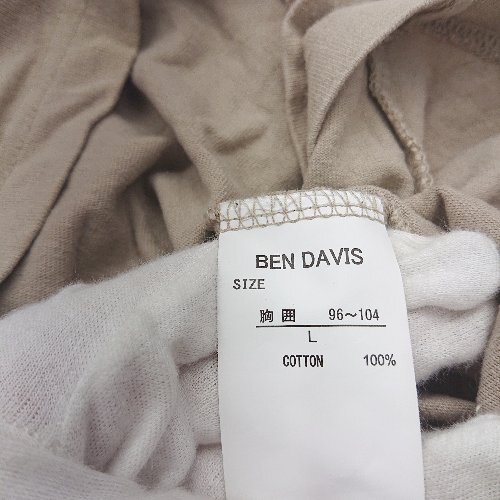 BEN DAVIS
SIZE
胸囲 96～104
L
COTTON 100%